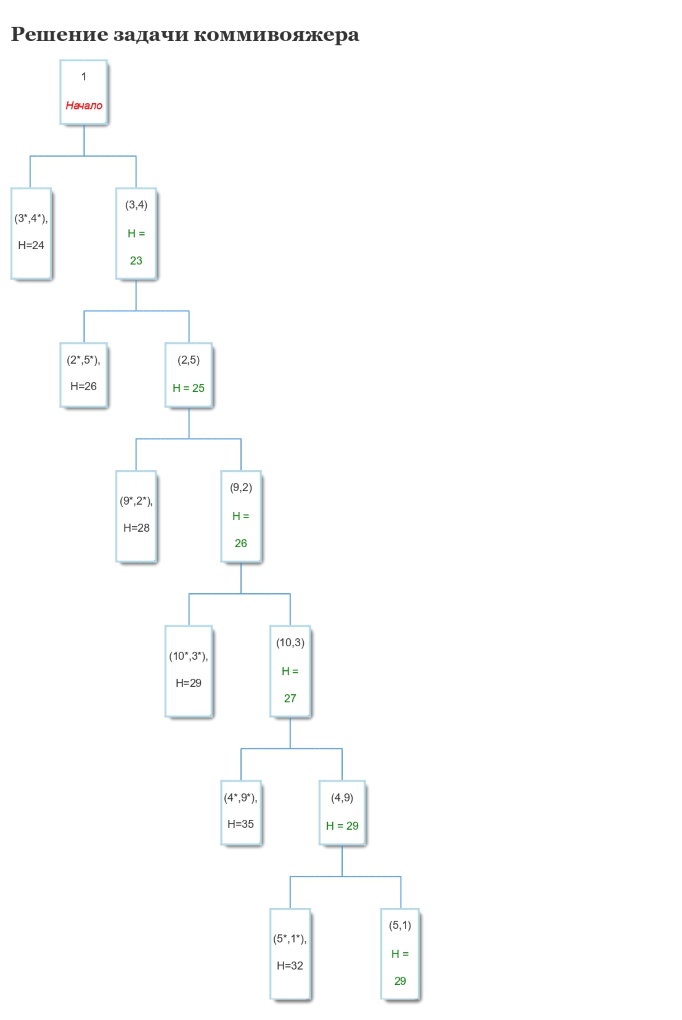 Решение задачи коммивояжера
1
Начало
(3*,4*),
H=24
(3,4)
H =
23
(2*,5*),
H=26
(2,5)
H = 25
(9*,2*),
H=28
(9,2)
H =
26
(10*,3*),
H=29
(10,3)
H =
27
(4*,9*),
H=35
(4,9)
H = 29
(5*,1*),
H=32
(5,1)
H =
29